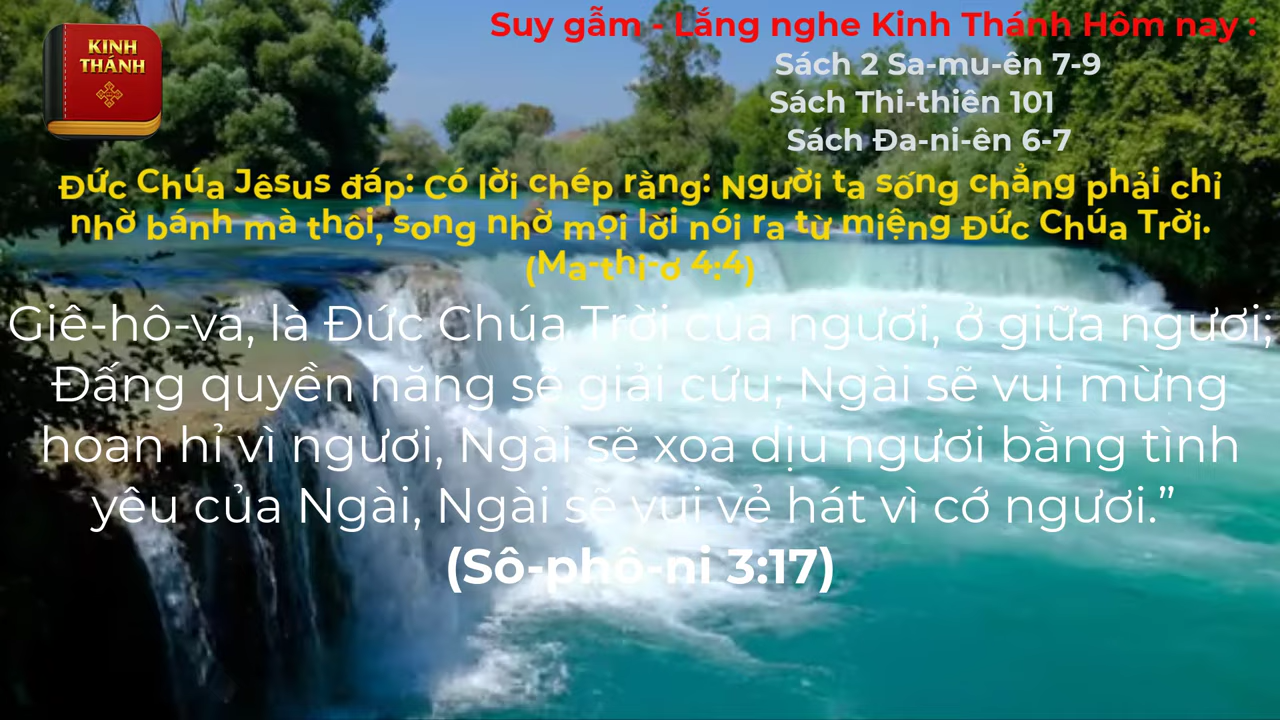 KINH
THÁNH
Suy gẫm - Lắng nghe Kinh Thánh Hôm nay :
Sách 2 Sa-mu-ên 7-9
Sách Thi-thiên 101
Sách Đa-ni-ên 6-7
Đức Chúa Jêsus đáp: Có lời chép rằng: Người ta sống chẳng phải chỉ
nhờ bánh mà thôi, song nhờ mọi lời nói ra từ miệng Đức Chúa Trời.
(Ma-thi-ơ 4:4)
Giê-hô-va, là Đức Chúa Trời của ngươi, ở giữa ngươi;
Đấng quyền năng sẽ giải cứu; Ngài sẽ vui mừng
hoan hỉ vì ngươi, Ngài sẽ xoa dịu ngươi bằng tình
yêu của Ngài, Ngài sẽ vui vẻ hát vì cớ ngươi.”
(Sô-phô-ni 3:17)